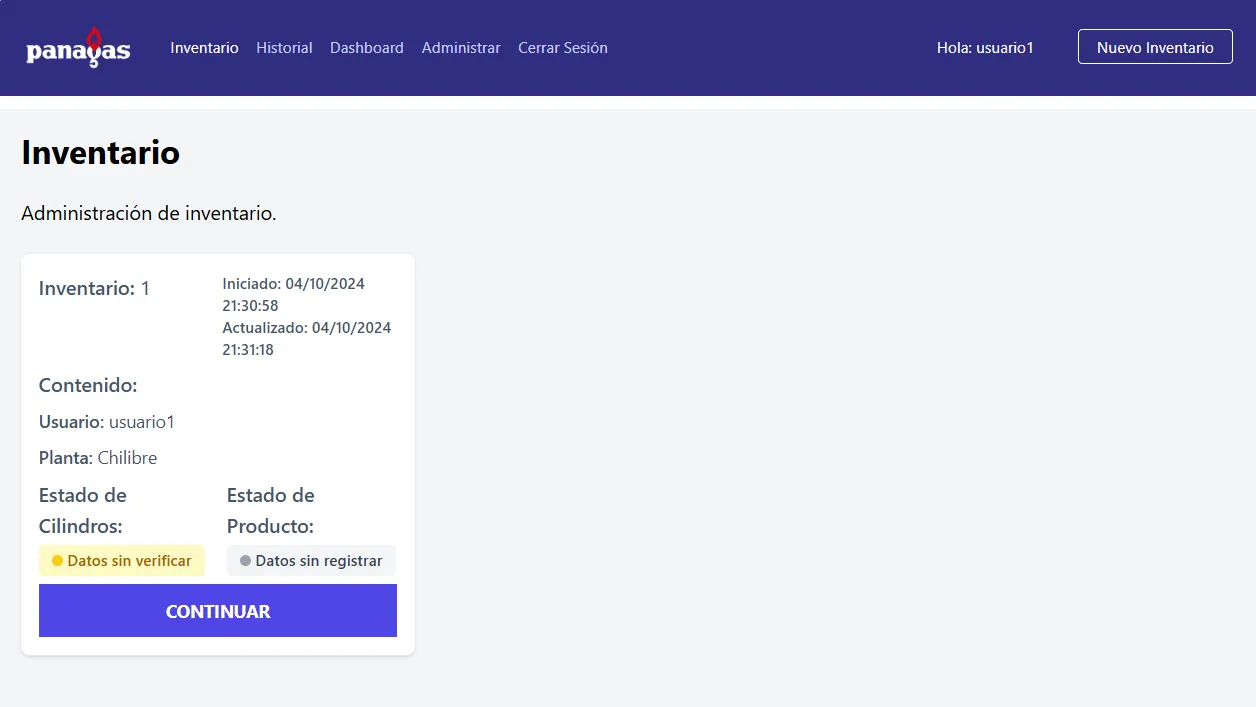 panagas
Inventario Historial Dashboard Administrar Cerrar Sesión Hola: usuario1 Nuevo Inventario
Inventario
Administración de inventario.
Inventario: 1
Iniciado: 04/10/2024
21:30:58
Actualizado: 04/10/2024
21:31:18
Contenido:
Usuario: usuario1
Planta: Chilibre
Estado de
Cilindros:
Datos sin verificar
Estado de
Producto:
Datos sin registrar
CONTINUAR